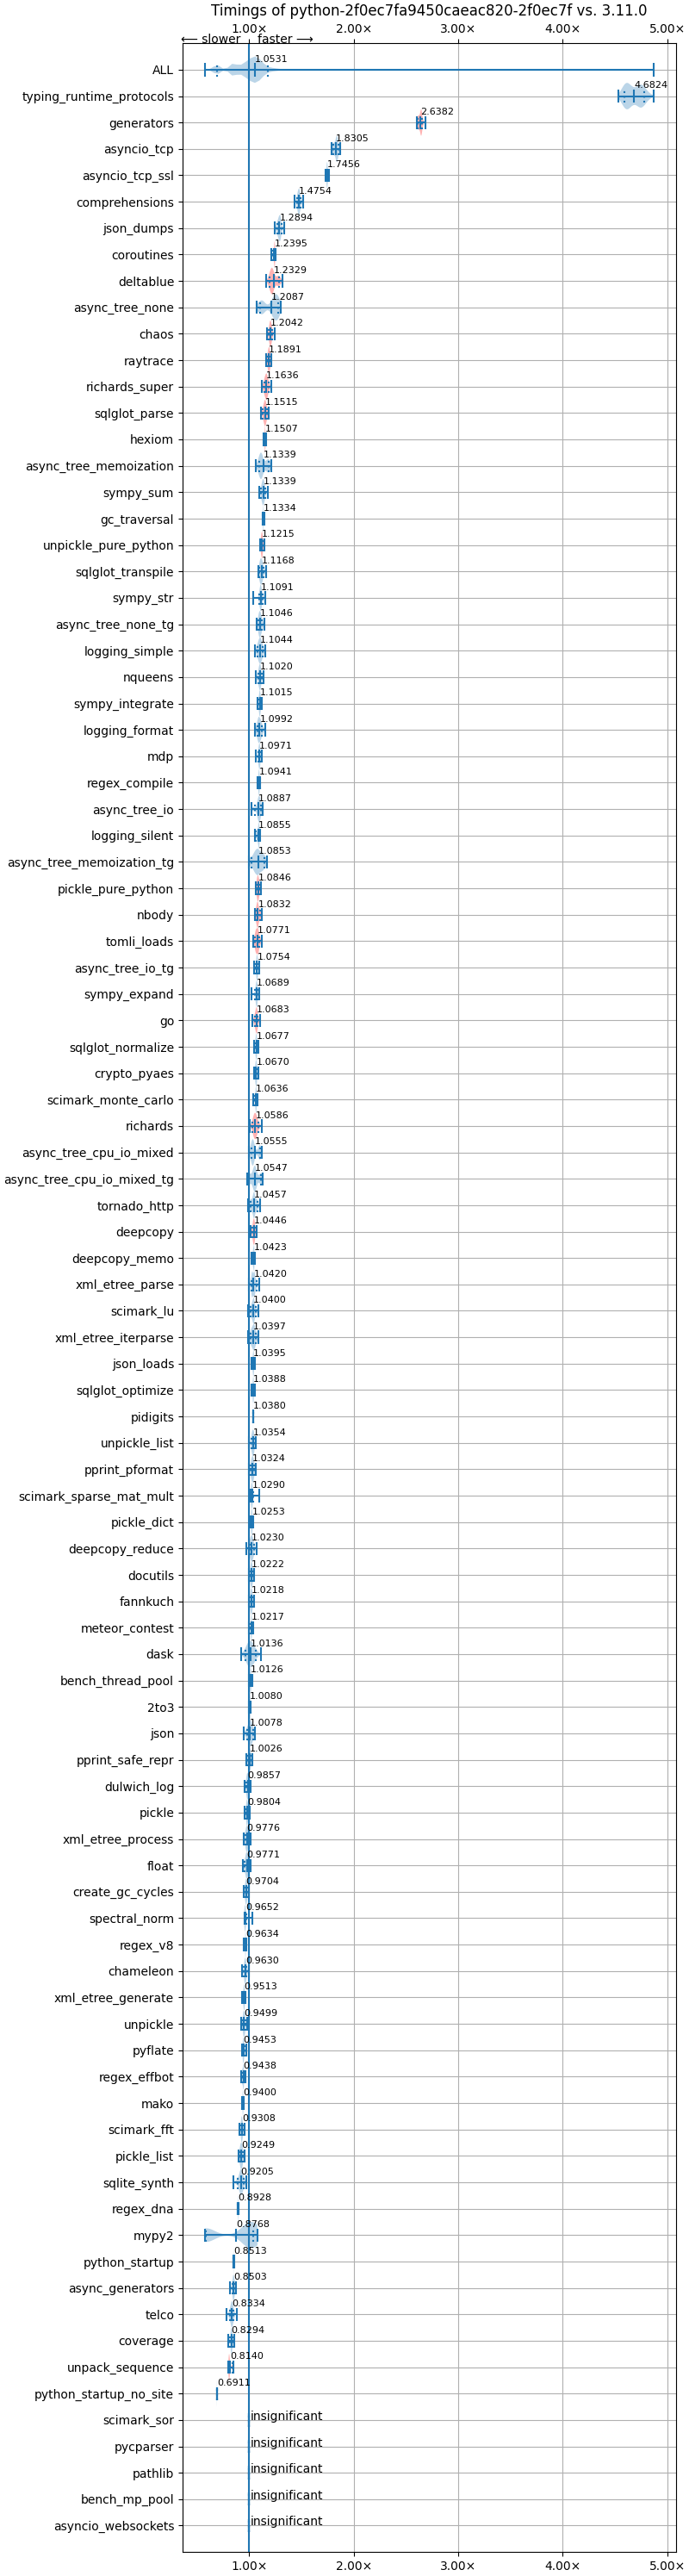 Timings of python-2f0ec7fa9450caeac820-2f0ec7f vs. 3.11.0
1.00× 2.00× 3.00× 4.00× 5.00×
⟵ slower faster ⟶
ALL 1.0531
typing_runtime_protocols 4.6824
generators 2.6382
asyncio_tcp 1.8305
asyncio_tcp_ssl 1.7456
comprehensions 1.4754
json_dumps 1.2894
coroutines 1.2395
deltablue 1.2329
async_tree_none 1.2087
chaos 1.2042
raytrace 1.1891
richards_super 1.1636
sqlglot_parse 1.1515
hexiom 1.1507
async_tree_memoization 1.1339
sympy_sum 1.1339
gc_traversal 1.1334
unpickle_pure_python 1.1215
sqlglot_transpile 1.1168
sympy_str 1.1091
async_tree_none_tg 1.1046
logging_simple 1.1044
nqueens 1.1020
sympy_integrate 1.1015
logging_format 1.0992
mdp 1.0971
regex_compile 1.0941
async_tree_io 1.0887
logging_silent 1.0855
async_tree_memoization_tg 1.0853
pickle_pure_python 1.0846
nbody 1.0832
tomli_loads 1.0771
async_tree_io_tg 1.0754
sympy_expand 1.0689
go 1.0683
sqlglot_normalize 1.0677
crypto_pyaes 1.0670
scimark_monte_carlo 1.0636
richards 1.0586
async_tree_cpu_io_mixed 1.0555
async_tree_cpu_io_mixed_tg 1.0547
tornado_http 1.0457
deepcopy 1.0446
deepcopy_memo 1.0423
xml_etree_parse 1.0420
scimark_lu 1.0400
xml_etree_iterparse 1.0397
json_loads 1.0395
sqlglot_optimize 1.0388
pidigits 1.0380
unpickle_list 1.0354
pprint_pformat 1.0324
scimark_sparse_mat_mult 1.0290
pickle_dict 1.0253
deepcopy_reduce 1.0230
docutils 1.0222
fannkuch 1.0218
meteor_contest 1.0217
dask 1.0136
bench_thread_pool 1.0126
2to3 1.0080
json 1.0078
pprint_safe_repr 1.0026
dulwich_log 0.9857
pickle 0.9804
xml_etree_process 0.9776
float 0.9771
create_gc_cycles 0.9704
spectral_norm 0.9652
regex_v8 0.9634
chameleon 0.9630
xml_etree_generate 0.9513
unpickle 0.9499
pyflate 0.9453
regex_effbot 0.9438
mako 0.9400
scimark_fft 0.9308
pickle_list 0.9249
sqlite_synth 0.9205
regex_dna 0.8928
mypy2 0.8768
python_startup 0.8513
async_generators 0.8503
telco 0.8334
coverage 0.8294
unpack_sequence 0.8140
python_startup_no_site 0.6911
scimark_sor insignificant
pycparser insignificant
pathlib insignificant
bench_mp_pool insignificant
asyncio_websockets insignificant
1.00× 2.00× 3.00× 4.00× 5.00×